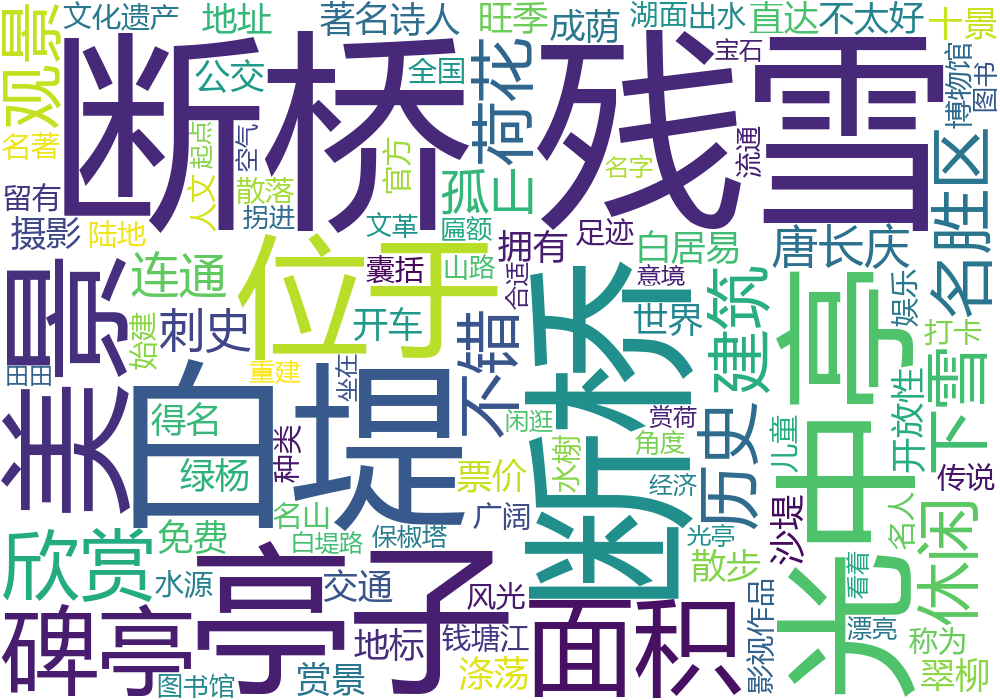 文化遗产
地址
著名诗人
旺季
成荫
湖面出水
直达
不太好
十景
观景
断桥残雪
公交
全国
荷花
宝石
博物馆
图书
名著
起点
空气
官方
名字
流通
名胜区
留有
人文
散落
孤山
摄影
陆地
拐进
文革
匾额
拥有
足迹
白居易
唐长庆
美景
连通
位于
囊括
山路
合适
断桥
意境
建筑
中亭
娱乐
始建
刺史
开车
不错
世界
打卡
田田
重建
坐在
白堤
下雪
得名
闲逛
赏荷
历史
儿童
开放性
种类
水榭
角度
绿杨
票价
经济
传说
沙堤
名人
休闲
欣赏
免费
名山
广阔
白堤路
保椒塔
光亭
散步
光
看着
水源
亭子
交通
风光
面积
影视作品
漂亮
碑亭
地标
钱塘江
称为
图书馆
赏景
涤荡
翠柳